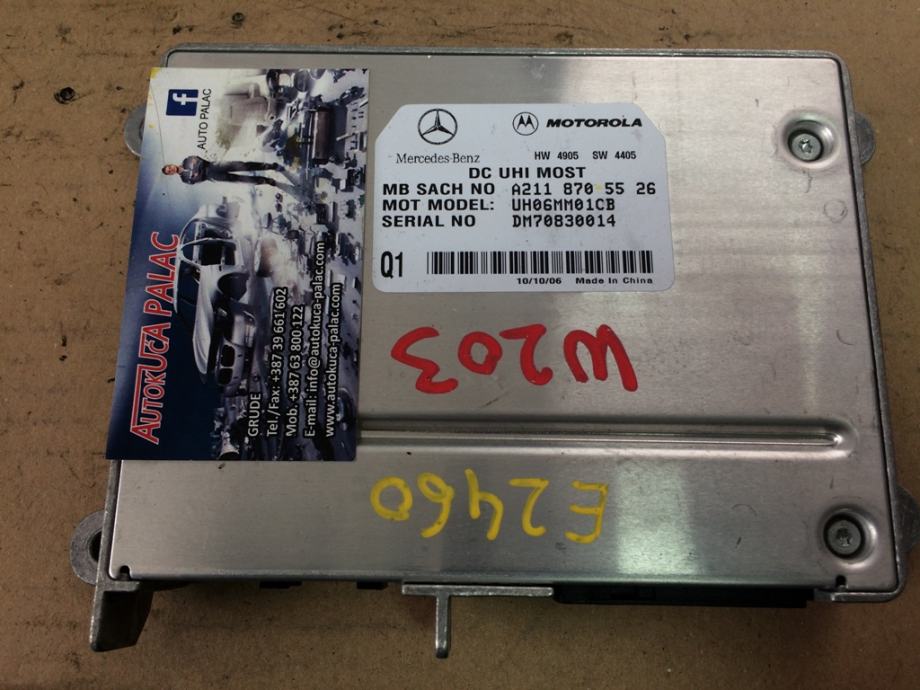 AUTO PALAC
AUTOKUĆA PALAC
GRUDE
Tel./Fax: +387 39 661 602
Mob. +387 63 800 122
E-mail: info@autokuca-palac.com
www.autokuca-palac.com
Mercedes-Benz
MOTOROLA
HW 4905 SW 4405
DC UHI MOST
MB SACH NO A211 870 55 26
MOT MODEL: UH06MM01CB
SERIAL NO DM70830014
Q1
10/10/06 Made In China
W203
E2460